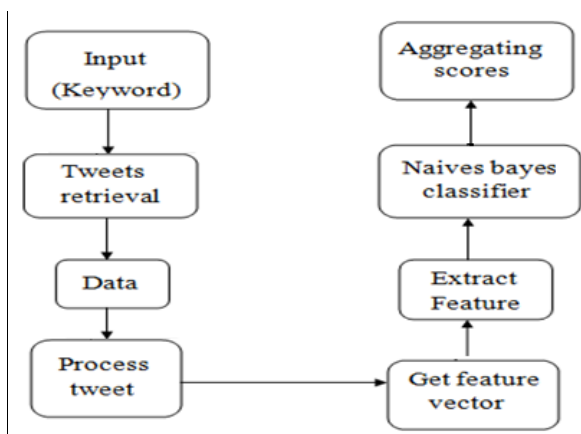 Input
(Keyword)
Tweets
retrieval
Data
Process
tweet
Get feature
vector
Extract
Feature
Naives bayes
classifier
Aggregating
scores